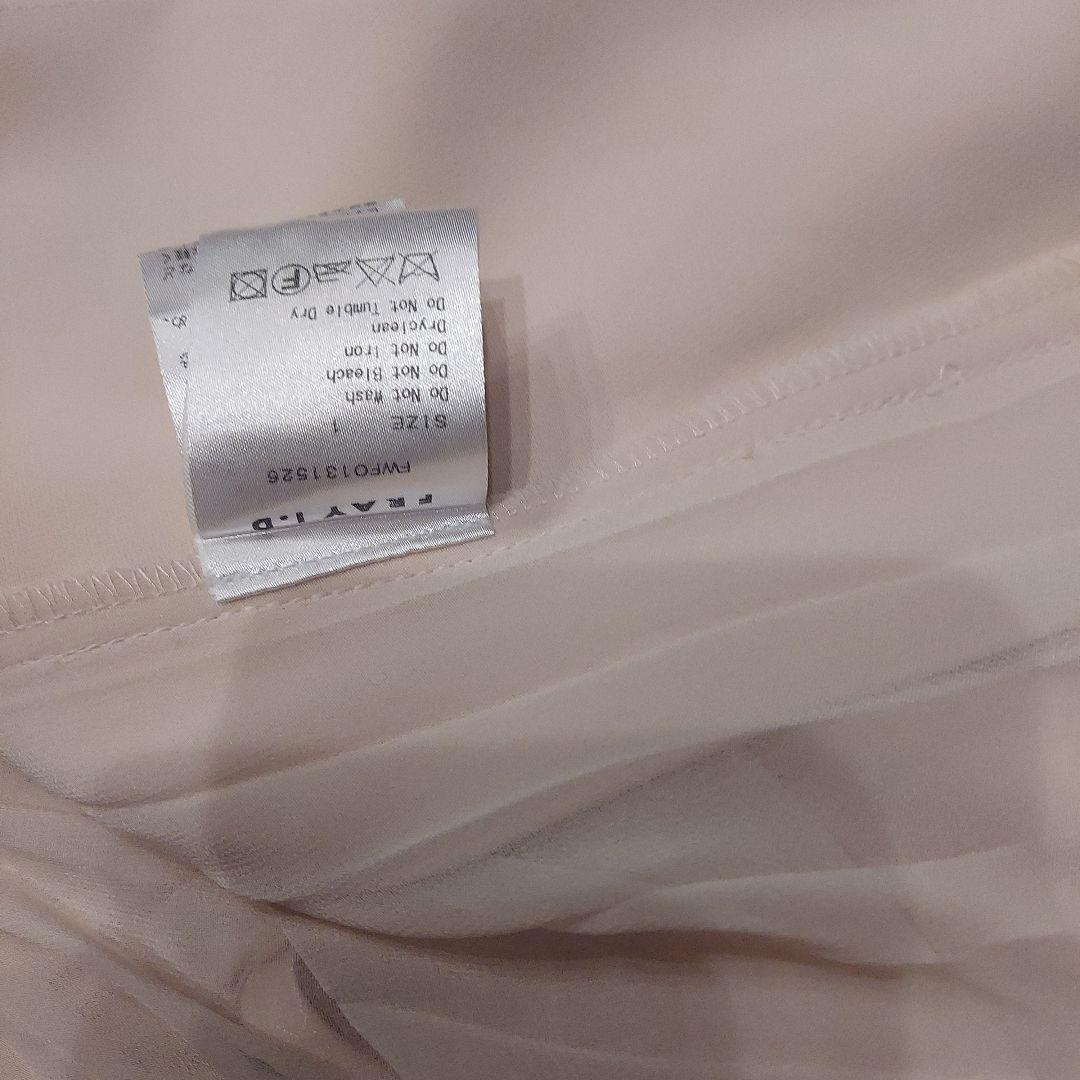 FRAY I.D
FWFO131526
SIZE 1
Do Not Wash
Do Not Bleach
Do Not Iron
Dryclean
Do Not Tumble Dry
F